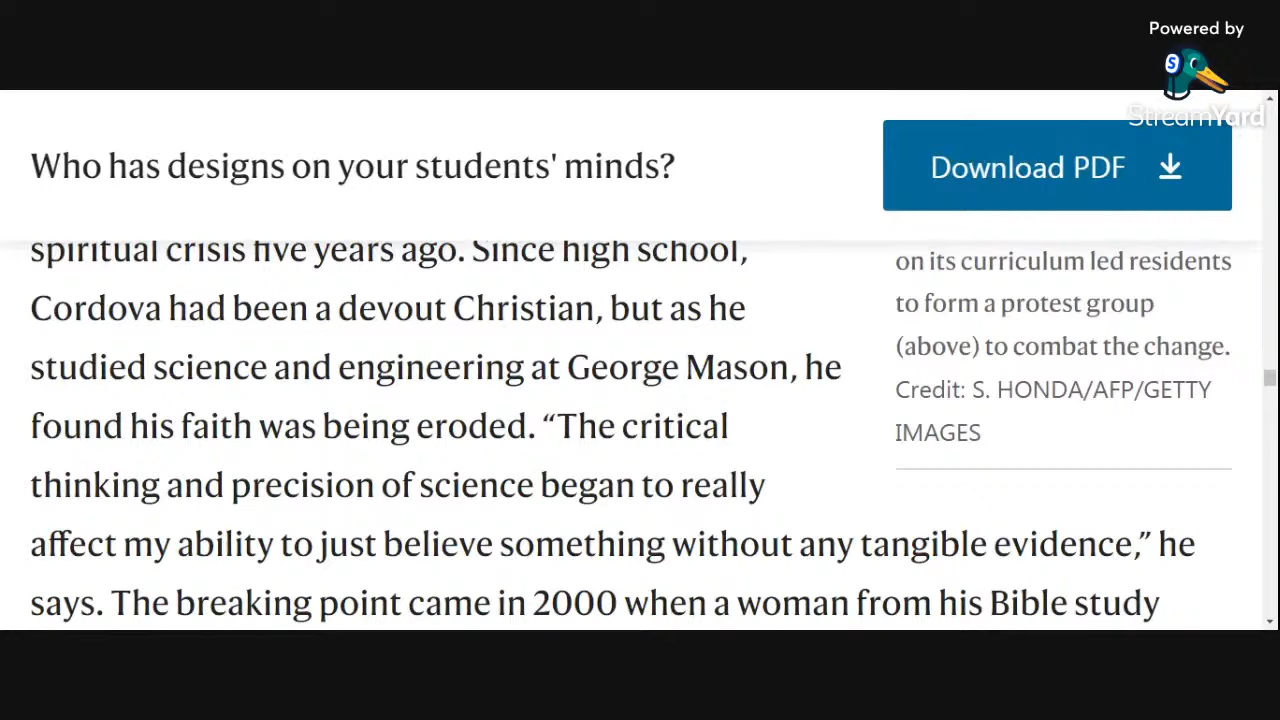 Powered by
S
StreamYard
Who has designs on your students' minds?
Download PDF
spiritual crisis five years ago. Since high school,
Cordova had been a devout Christian, but as he
studied science and engineering at George Mason, he
found his faith was being eroded. “The critical
thinking and precision of science began to really
affect my ability to just believe something without any tangible evidence,” he
says. The breaking point came in 2000 when a woman from his Bible study
on its curriculum led residents
to form a protest group
(above) to combat the change.
Credit: S. HONDA/AFP/GETTY
IMAGES